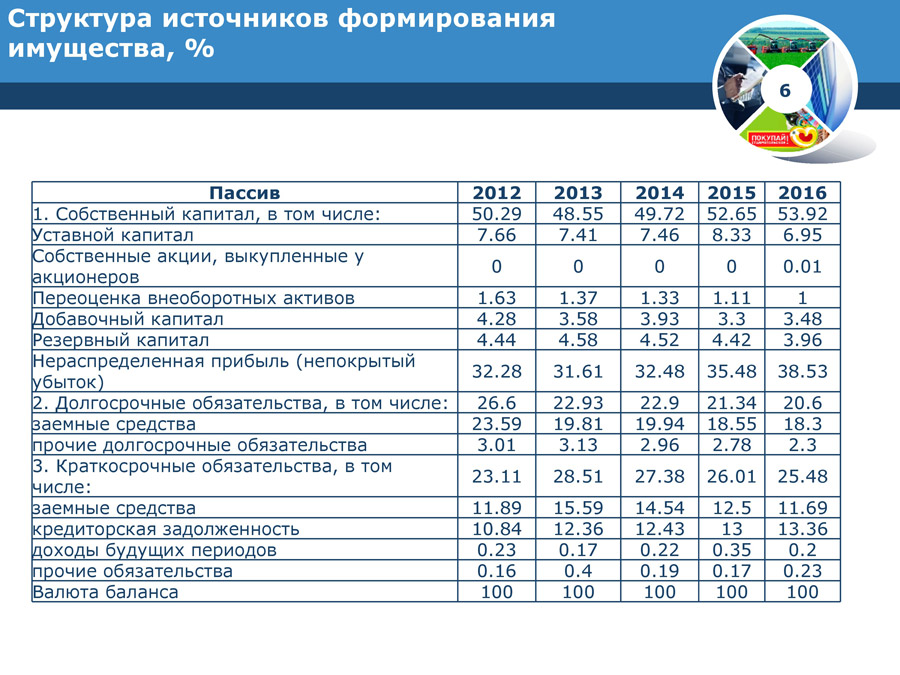 Структура источников формирования
имущества, %
6
ПОКУПАЙ
Пассив 2012 2013 2014 2015 2016
1. Собственный капитал, в том числе: 50.29 48.55 49.72 52.65 53.92
Уставной капитал 7.66 7.41 7.46 8.33 6.95
Собственные акции, выкупленные у
акционеров 0 0 0 0 0.01
Переоценка внеоборотных активов 1.63 1.37 1.33 1.11 1
Добавочный капитал 4.28 3.58 3.93 3.3 3.48
Резервный капитал 4.44 4.58 4.52 4.42 3.96
Нераспределенная прибыль (непокрытый
убыток) 32.28 31.61 32.48 35.48 38.53
2. Долгосрочные обязательства, в том числе: 26.6 22.93 22.9 21.34 20.6
заемные средства 23.59 19.81 19.94 18.55 18.3
прочие долгосрочные обязательства 3.01 3.13 2.96 2.78 2.3
3. Краткосрочные обязательства, в том
числе: 23.11 28.51 27.38 26.01 25.48
заемные средства 11.89 15.59 14.54 12.5 11.69
кредиторская задолженность 10.84 12.36 12.43 13 13.36
доходы будущих периодов 0.23 0.17 0.22 0.35 0.2
прочие обязательства 0.16 0.4 0.19 0.17 0.23
Валюта баланса 100 100 100 100 100